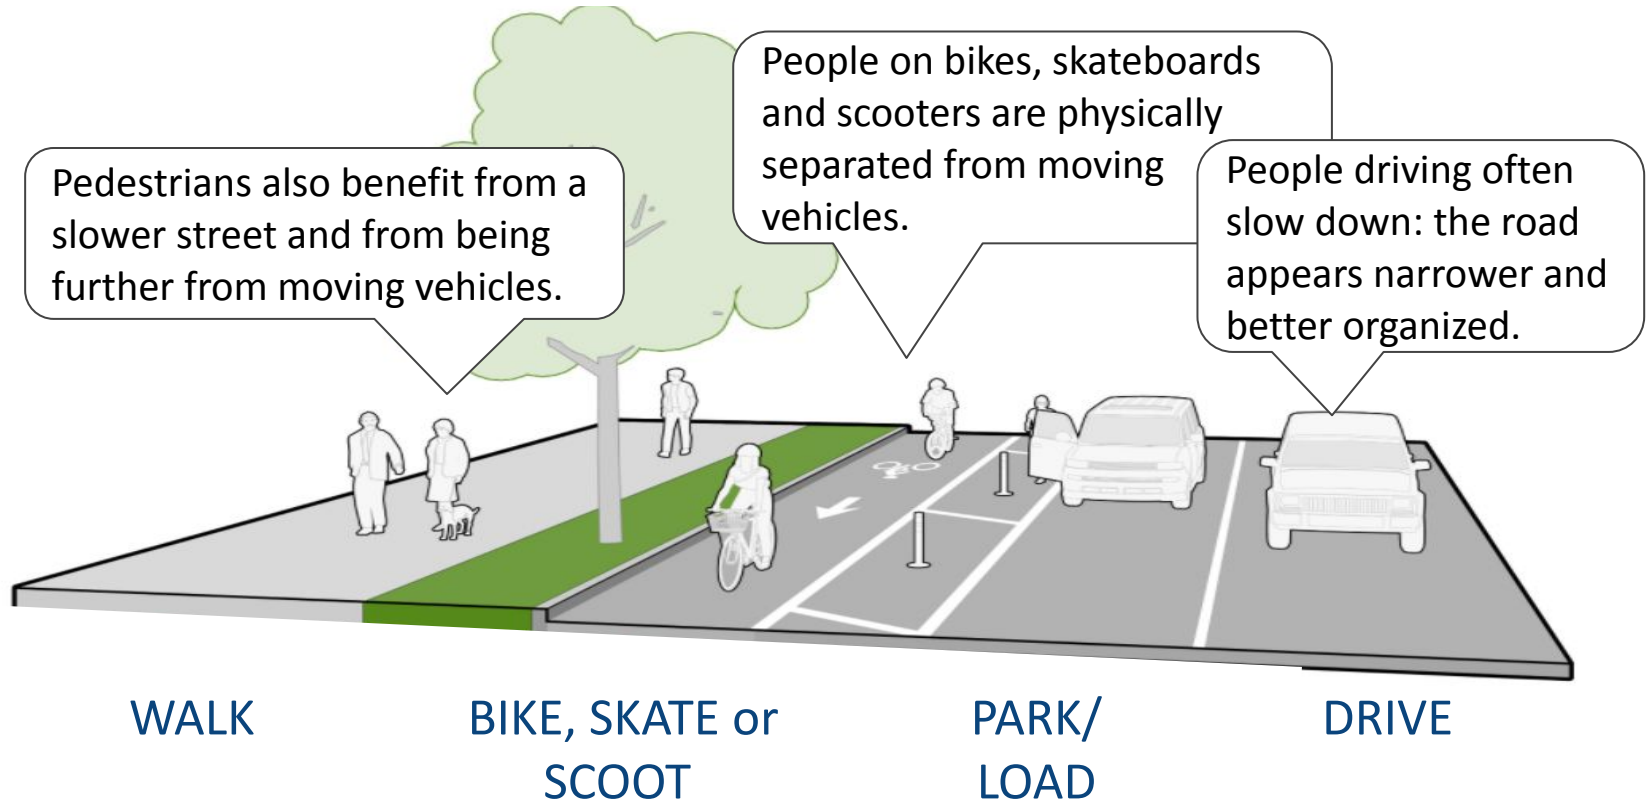 People on bikes, skateboards
and scooters are physically
separated from moving
vehicles.
Pedestrians also benefit from a
slower street and from being
further from moving vehicles.
People driving often
slow down: the road
appears narrower and
better organized.
WALK
BIKE, SKATE or
SCOOT
PARK/
LOAD
DRIVE